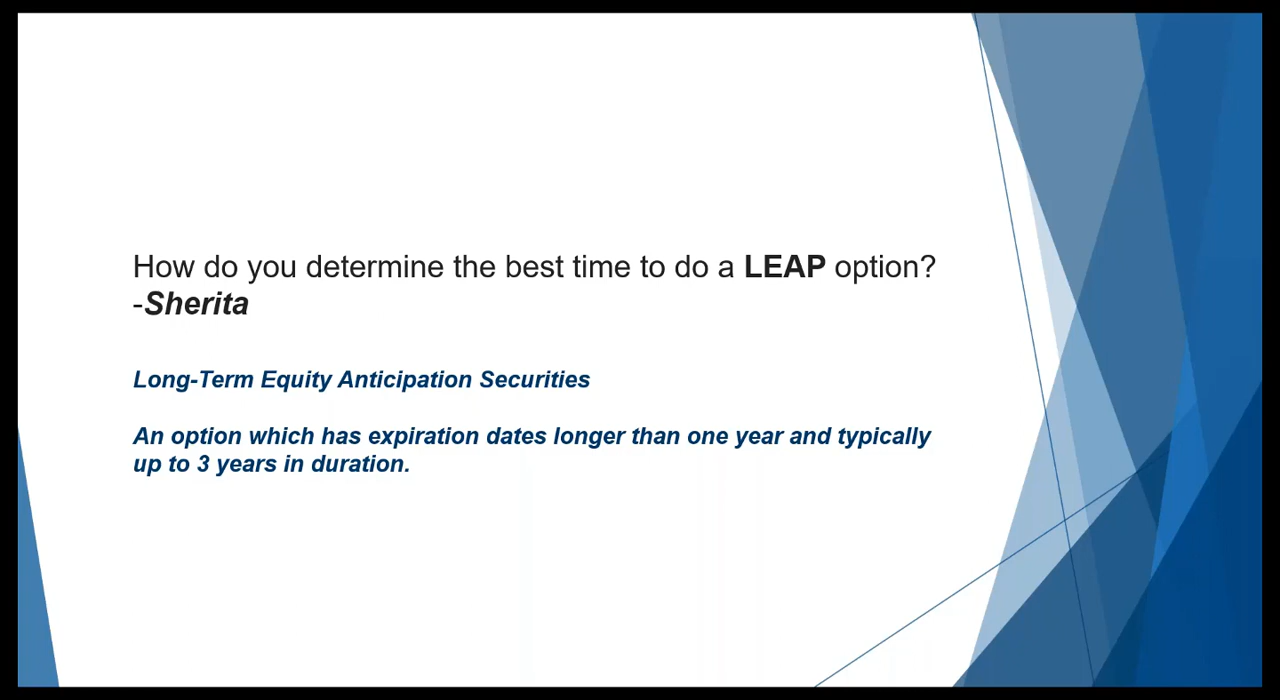 How do you determine the best time to do a LEAP option?
-Sherita
Long-Term Equity Anticipation Securities
An option which has expiration dates longer than one year and typically
up to 3 years in duration.